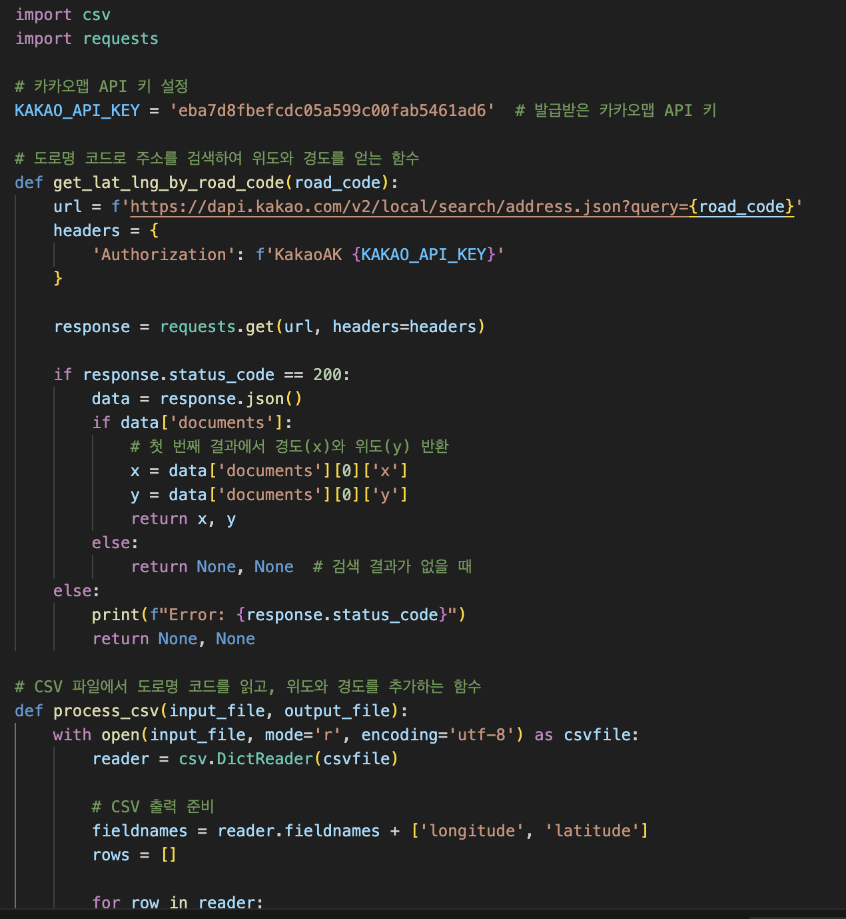 import csv
import requests
# 카카오맵 API 키 설정
KAKAO_API_KEY = 'eba7d8fbefcdc05a599c00fab5461ad6'  # 발급받은 카카오맵 API 키
# 도로명 코드로 주소를 검색하여 위도와 경도를 얻는 함수
def get_lat_lng_by_road_code(road_code):
    url = f'https://dapi.kakao.com/v2/local/search/address.json?query={road_code}'
    headers = {
        'Authorization': f'KakaoAK {KAKAO_API_KEY}'
    }
    response = requests.get(url, headers=headers)
    if response.status_code == 200:
        data = response.json()
        if data['documents']:
            # 첫 번째 결과에서 경도(x)와 위도(y) 반환
            x = data['documents'][0]['x']
            y = data['documents'][0]['y']
            return x, y
        else:
            return None, None  # 검색 결과가 없을 때
    else:
        print(f"Error: {response.status_code}")
        return None, None
# CSV 파일에서 도로명 코드를 읽고, 위도와 경도를 추가하는 함수
def process_csv(input_file, output_file):
    with open(input_file, mode='r', encoding='utf-8') as csvfile:
        reader = csv.DictReader(csvfile)
        # CSV 출력 준비
        fieldnames = reader.fieldnames + ['longitude', 'latitude']
        rows = []
        for row in reader: